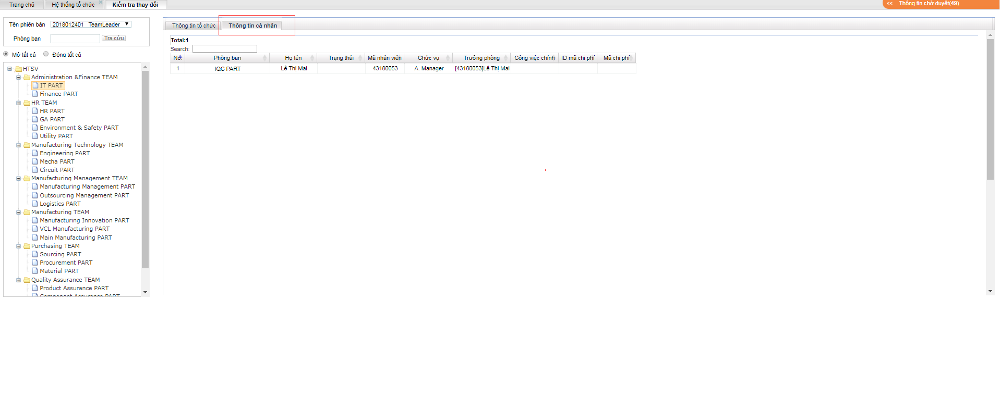 Trang chủ Hệ thống tổ chức Kiểm tra thay đổi << Thông tin chờ duyệt(49)
Tên phiên bản 2018012401 TeamLeader
Phòng ban Tra cứu
Mở tất cả Đóng tất cả
HTSV
Administration &Finance TEAM
IT PART
Finance PART
HR TEAM
HR PART
GA PART
Environment & Safety PART
Utility PART
Manufacturing Technology TEAM
Engineering PART
Mecha PART
Circuit PART
Manufacturing Management TEAM
Manufacturing Management PART
Outsourcing Management PART
Logistics PART
Manufacturing TEAM
Manufacturing Innovation PART
VCL Manufacturing PART
Main Manufacturing PART
Purchasing TEAM
Sourcing PART
Procurement PART
Material PART
Quality Assurance TEAM
Product Assurance PART
Component Assurance PART
Thông tin tổ chức Thông tin cá nhân
Total:1
Search:
No. Phòng ban Họ tên Trạng thái Mã nhân viên Chức vụ Trưởng phòng Công việc chính ID mã chi phí Mã chi phí
1 IQC PART Lê Thị Mai 43180053 A. Manager [43180053]Lê Thị Mai